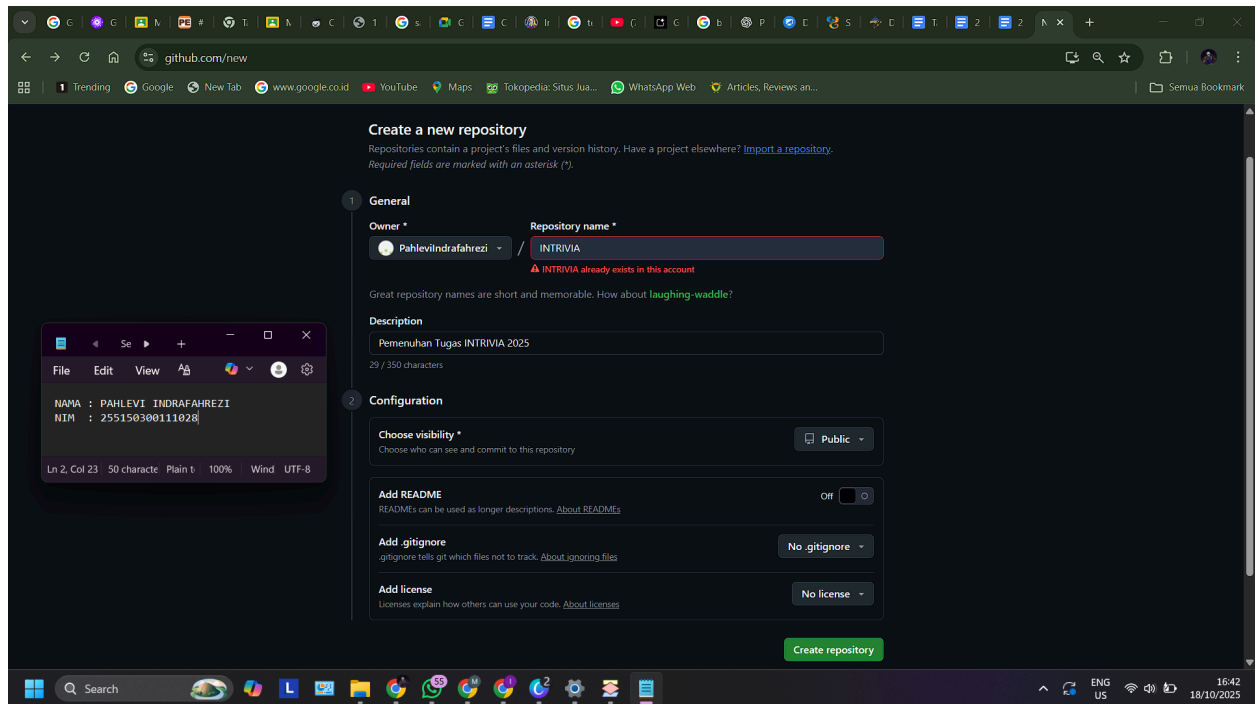 github.com/new
Trending
Google
New Tab
www.google.co.id
YouTube
Maps
Tokopedia: Situs Jua...
WhatsApp Web
Articles, Reviews an...
Semua Bookmark
Create a new repository
Repositories contain a project's files and version history. Have a project elsewhere? Import a repository.
Required fields are marked with an asterisk (*).
1 General
Owner *
Repository name *
PahleviIndrafahrezi / INTRIVIA
INTRIVIA already exists in this account
Great repository names are short and memorable. How about laughing-waddle?
Description
Pemenuhan Tugas INTRIVIA 2025
29 / 350 characters
2 Configuration
Choose visibility *
Choose who can see and commit to this repository
Public
Add README
READMEs can be used as longer descriptions. About READMEs
Off
Add .gitignore
.gitignore tells git which files not to track. About ignoring files
No .gitignore
Add license
Licenses explain how others can use your code. About licenses
No license
Create repository
Se
File Edit View
NAMA : PAHLEVI INDRAFAHREZI
NIM : 255150300111028
Ln 2, Col 23 50 characte Plain t 100% Wind UTF-8
Search
55
ENG
US
16:42
18/10/2025